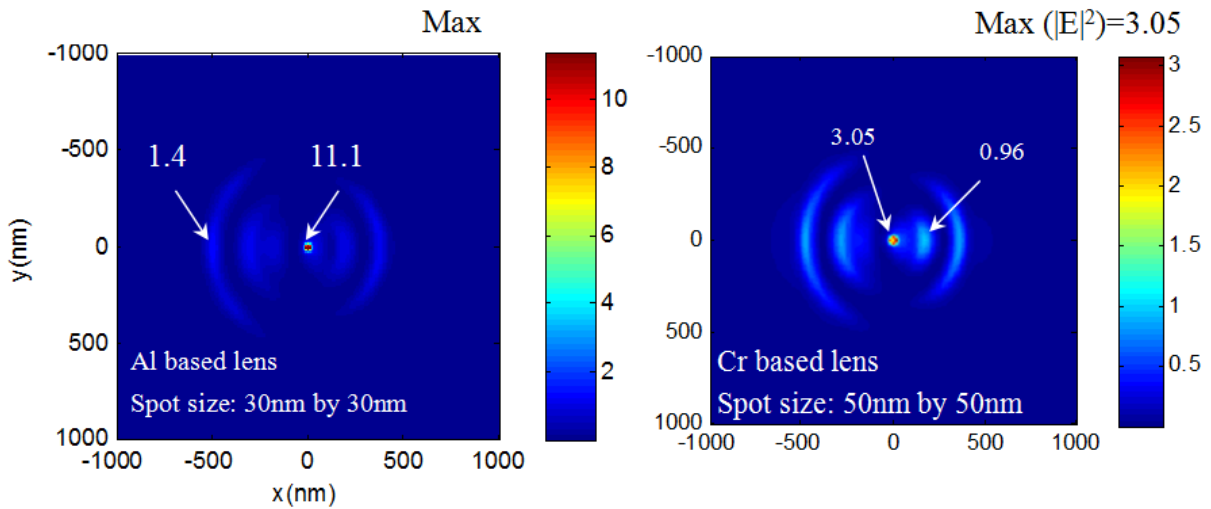 Max
-1000
-500
0
500
1000
y(nm)
1.4
11.1
Al based lens
Spot size: 30nm by 30nm
-1000 -500 0 500 1000
x(nm)
10
8
6
4
2
Max (|E|²)=3.05
-1000
-500
0
500
1000
3.05
0.96
Cr based lens
Spot size: 50nm by 50nm
-1000 -500 0 500 1000
3
2.5
2
1.5
1
0.5